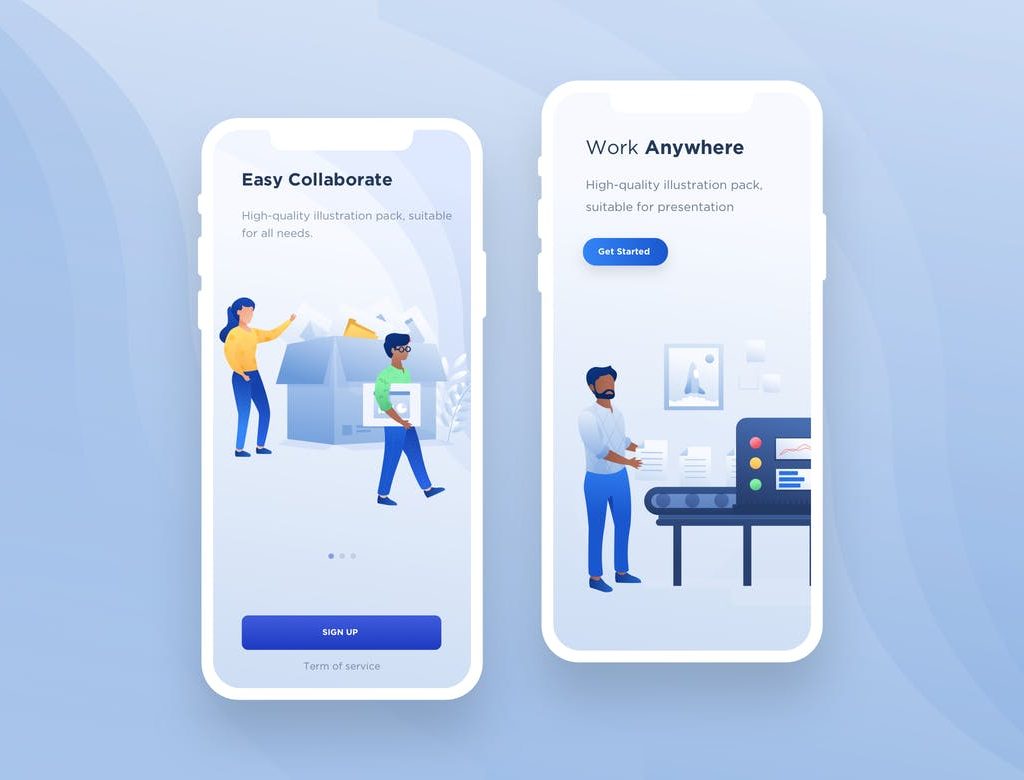 Easy Collaborate
High-quality illustration pack, suitable
for all needs.
SIGN UP
Term of service
Work Anywhere
High-quality illustration pack,
suitable for presentation
Get Started